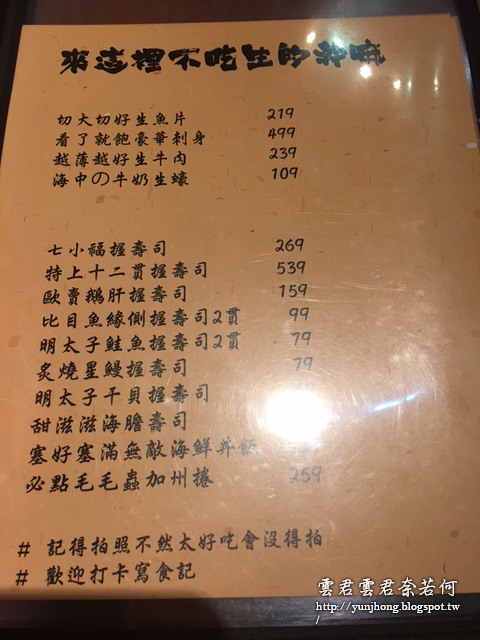 來這裡不吃生的幹嘛
切大切好生魚片 219
看了就飽豪華刺身 499
越薄越好生牛肉 239
海中の牛奶生蠔 109
七小福握壽司 269
特上十二貫握壽司 539
歐賣鵝肝握壽司 159
比目魚緣側握壽司2貫 99
明太子鮭魚握壽司2貫 79
炙燒星鰻握壽司 79
明太子干貝握壽司
甜滋滋海膽壽司
塞好塞滿無敵海鮮丼飯
必點毛毛蟲加州捲 259
# 記得拍照不然太好吃會沒得拍
# 歡迎打卡寫食記
雲君雲君奈若何
http://yunjhong.blogspot.tw
/